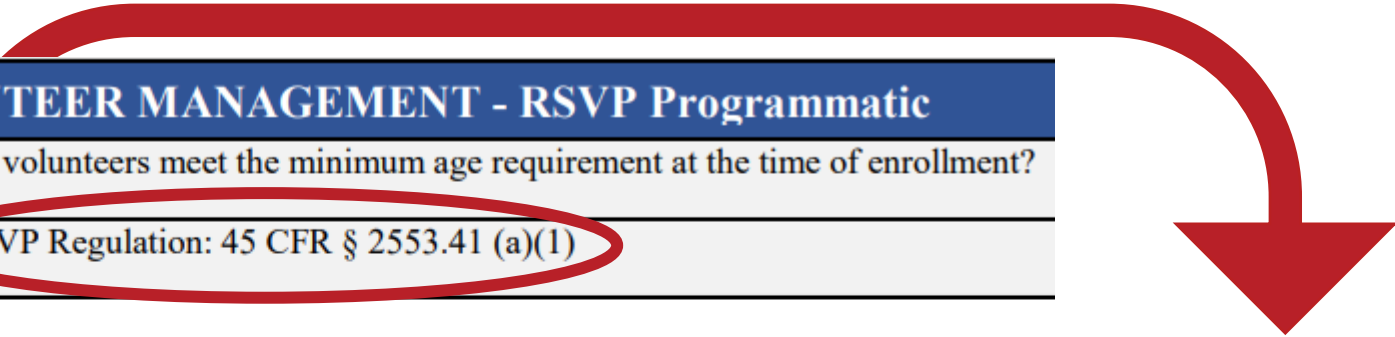 TEER MANAGEMENT - RSVP Programmatic
volunteers meet the minimum age requirement at the time of enrollment?
VP Regulation: 45 CFR § 2553.41 (a)(1)